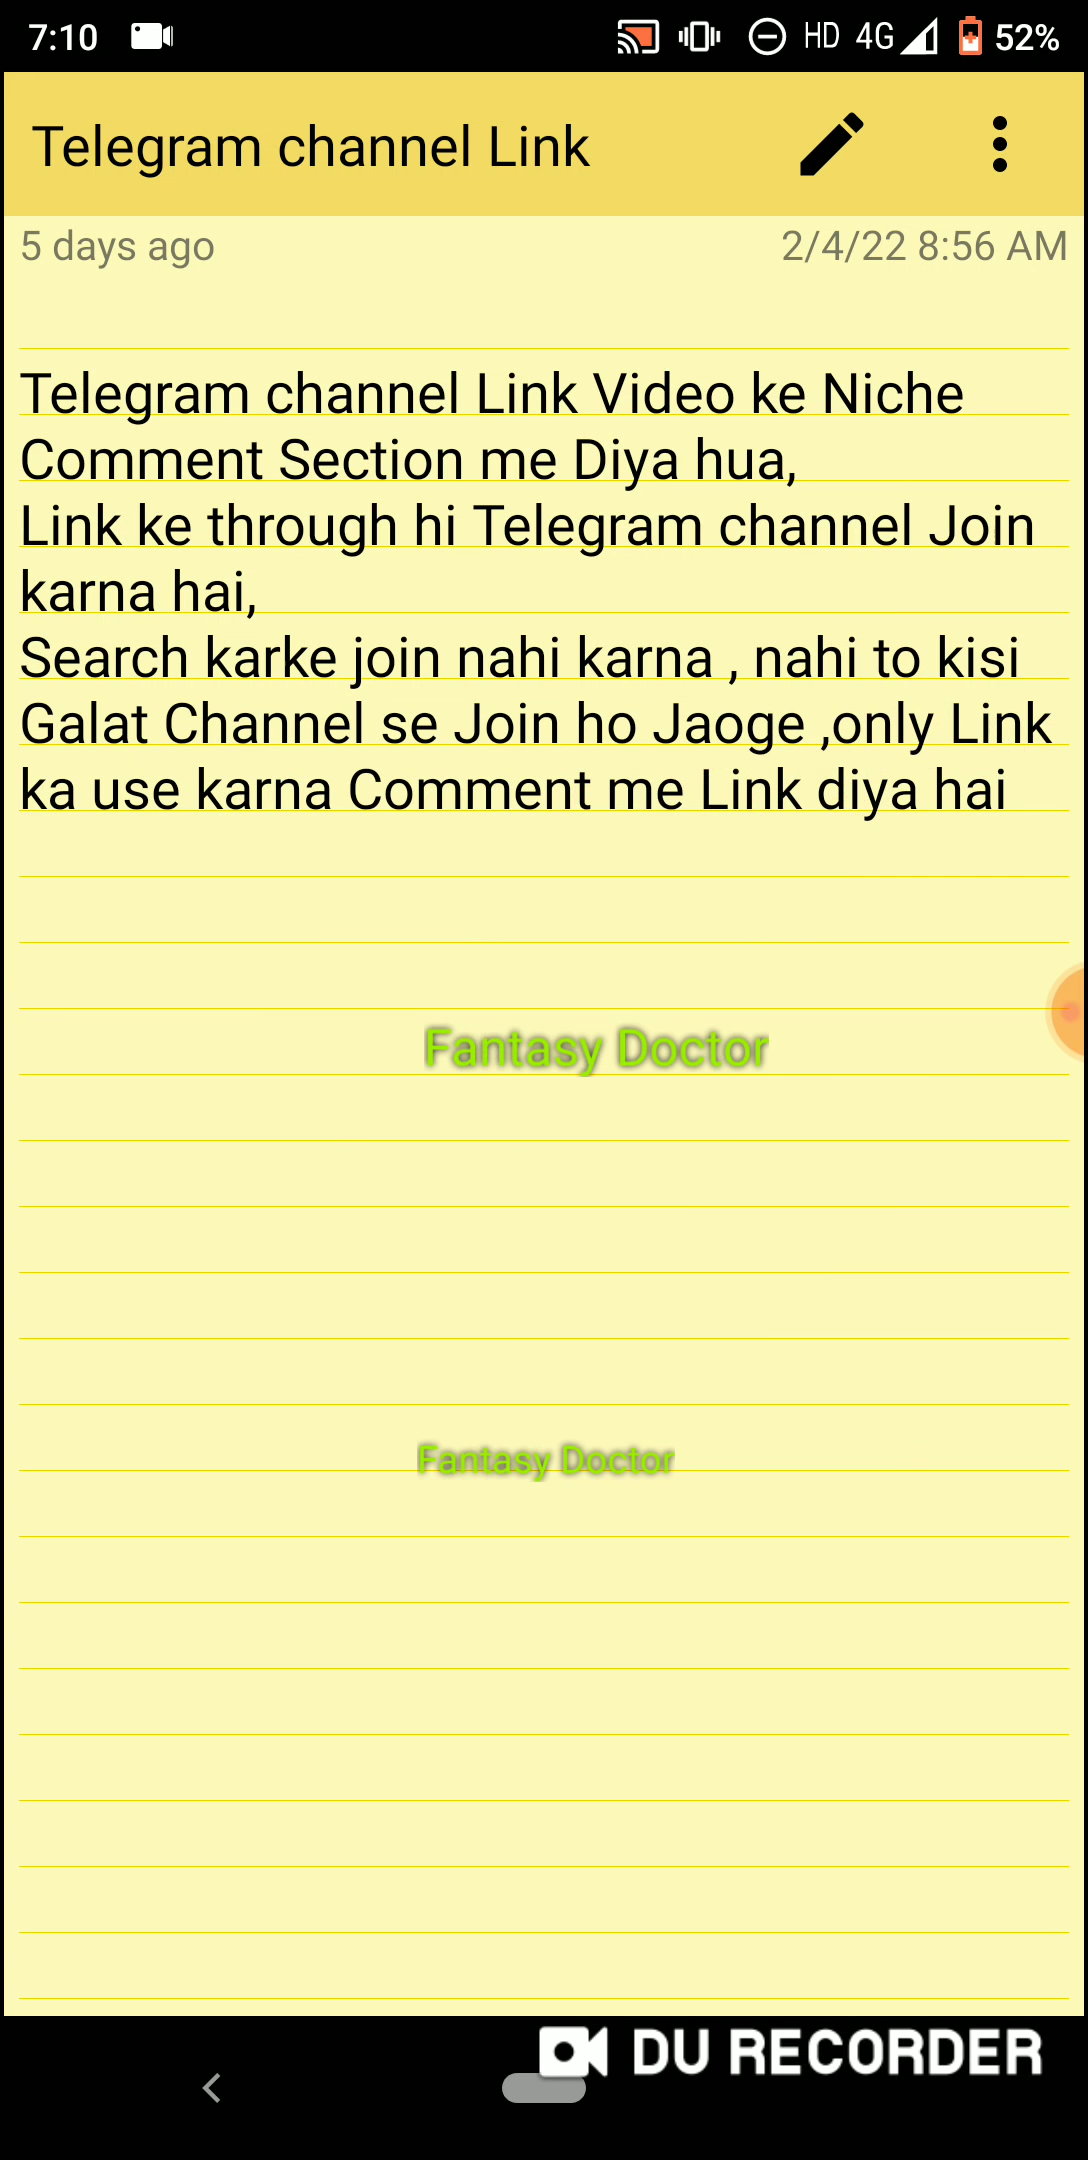 7:10 HD 4G 52%
Telegram channel Link
5 days ago 2/4/22 8:56 AM
Telegram channel Link Video ke Niche
Comment Section me Diya hua,
Link ke through hi Telegram channel Join
karna hai,
Search karke join nahi karna , nahi to kisi
Galat Channel se Join ho Jaoge ,only Link
ka use karna Comment me Link diya hai
Fantasy Doctor
Fantasy Doctor
DU RECORDER